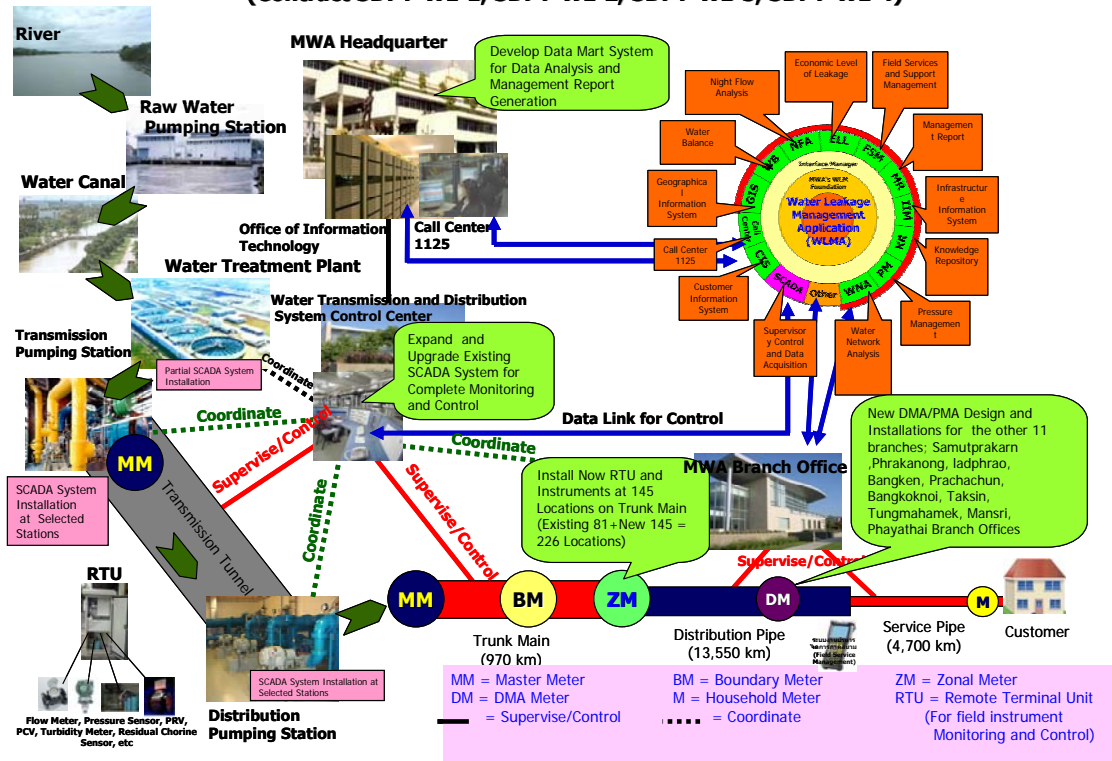 River
Raw Water
Pumping Station
Water Canal
Water Treatment Plant
Transmission
Pumping Station
Partial SCADA System
Installation
MWA Headquarter
Develop Data Mart System
for Data Analysis and
Management Report
Generation
Office of Information
Technology
Call Center
1125
Water Transmission and Distribution
System Control Center
Expand and
Upgrade Existing
SCADA System for
Complete Monitoring
and Control
Night Flow
Analysis
Economic Level
of Leakage
Field Services
and Support
Management
Water
Balance
Managemen
t Report
Geographica
l
Information
System
Infrastructur
e
Information
System
Call Center
1125
Knowledge
Repository
Customer
Information
System
Pressure
Managemen
t
Supervisor
y Control
and Data
Acquisition
Water
Network
Analysis
WB
NFA
ELL
FSM
MR
IIM
KR
PM
WNA
Other
SCADA
CIS
Call
Center
GIS
Interface Manager
MWA's WLM
Foundation
Water Leakage
Management
Application
(WLMA)
Coordinate
Coordinate
Coordinate
Coordinate
Supervise/Control
Supervise/Control
Supervise/Control
Data Link for Control
MWA Branch Office
New DMA/PMA Design and
Installations for the other 11
branches; Samutprakarn
,Phrakanong, ladphrao,
Bangken, Prachachun,
Bangkoknoi, Taksin,
Tungmahamek, Mansri,
Phayathai Branch Offices
Install Now RTU and
Instruments at 145
Locations on Trunk Main
(Existing 81+New 145 =
226 Locations)
MM
SCADA System
Installation
at Selected
Stations
Transmission Tunnel
RTU
Flow Meter, Pressure Sensor, PRV,
PCV, Turbidity Meter, Residual Chorine
Sensor, etc
SCADA System Installation at
Selected Stations
Distribution
Pumping Station
MM
BM
ZM
DM
M
Trunk Main
(970 km)
Distribution Pipe
(13,550 km)
(Field Service
Management)
Service Pipe
(4,700 km)
Customer
MM = Master Meter
BM = Boundary Meter
ZM = Zonal Meter
DM = DMA Meter
M = Household Meter
RTU = Remote Terminal Unit
(For field instrument
Monitoring and Control)
= Supervise/Control
= Coordinate